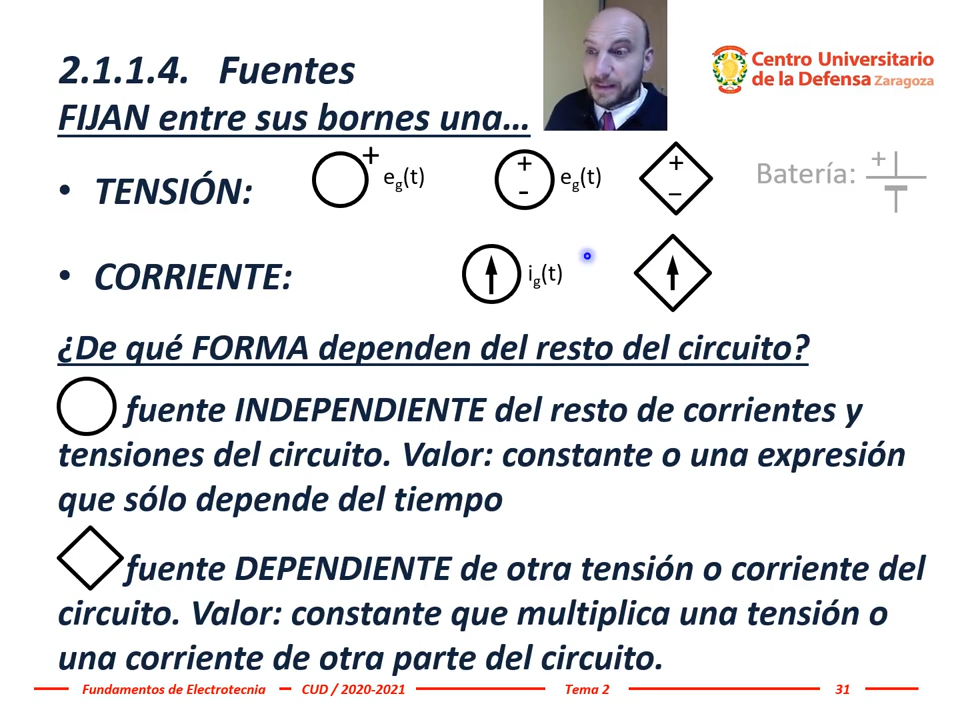 2.1.1.4. Fuentes
FIJAN entre sus bornes una...
Centro Universitario
de la Defensa Zaragoza
• TENSIÓN:
+
eg(t)
+
-
eg(t)
+
–
Batería:
+
• CORRIENTE:
ig(t)
¿De qué FORMA dependen del resto del circuito?
fuente INDEPENDIENTE del resto de corrientes y
tensiones del circuito. Valor: constante o una expresión
que sólo depende del tiempo
fuente DEPENDIENTE de otra tensión o corriente del
circuito. Valor: constante que multiplica una tensión o
una corriente de otra parte del circuito.
Fundamentos de Electrotecnia – CUD / 2020-2021 Tema 2 31